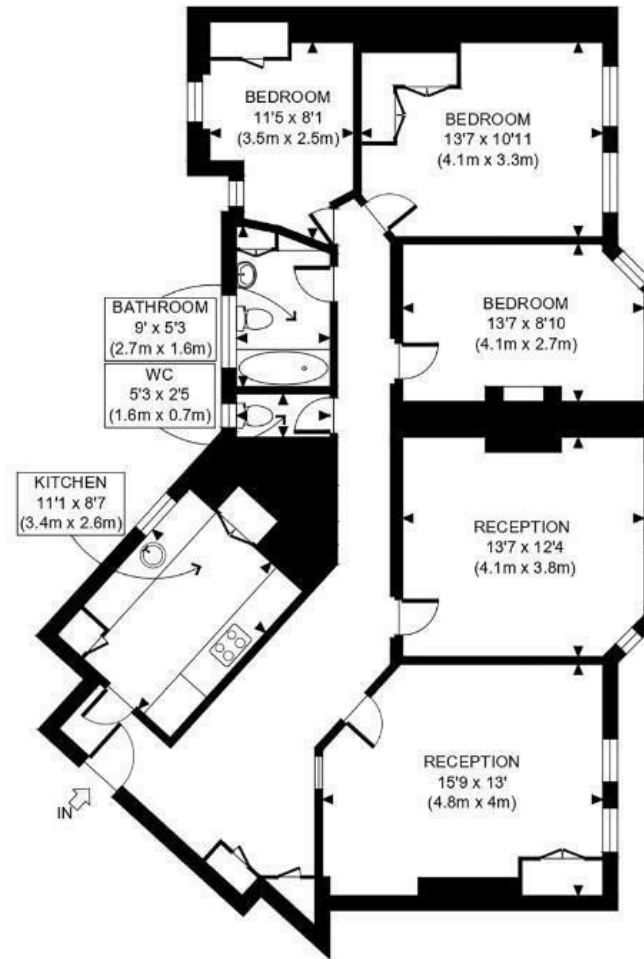 BEDROOM
11'5 x 8'1
(3.5m x 2.5m)
BEDROOM
13'7 x 10'11
(4.1m x 3.3m)
BEDROOM
13'7 x 8'10
(4.1m x 2.7m)
BATHROOM
9' x 5'3
(2.7m x 1.6m)
WC
5'3 x 2'5
(1.6m x 0.7m)
KITCHEN
11'1 x 8'7
(3.4m x 2.6m)
RECEPTION
13'7 x 12'4
(4.1m x 3.8m)
RECEPTION
15'9 x 13'
(4.8m x 4m)
IN